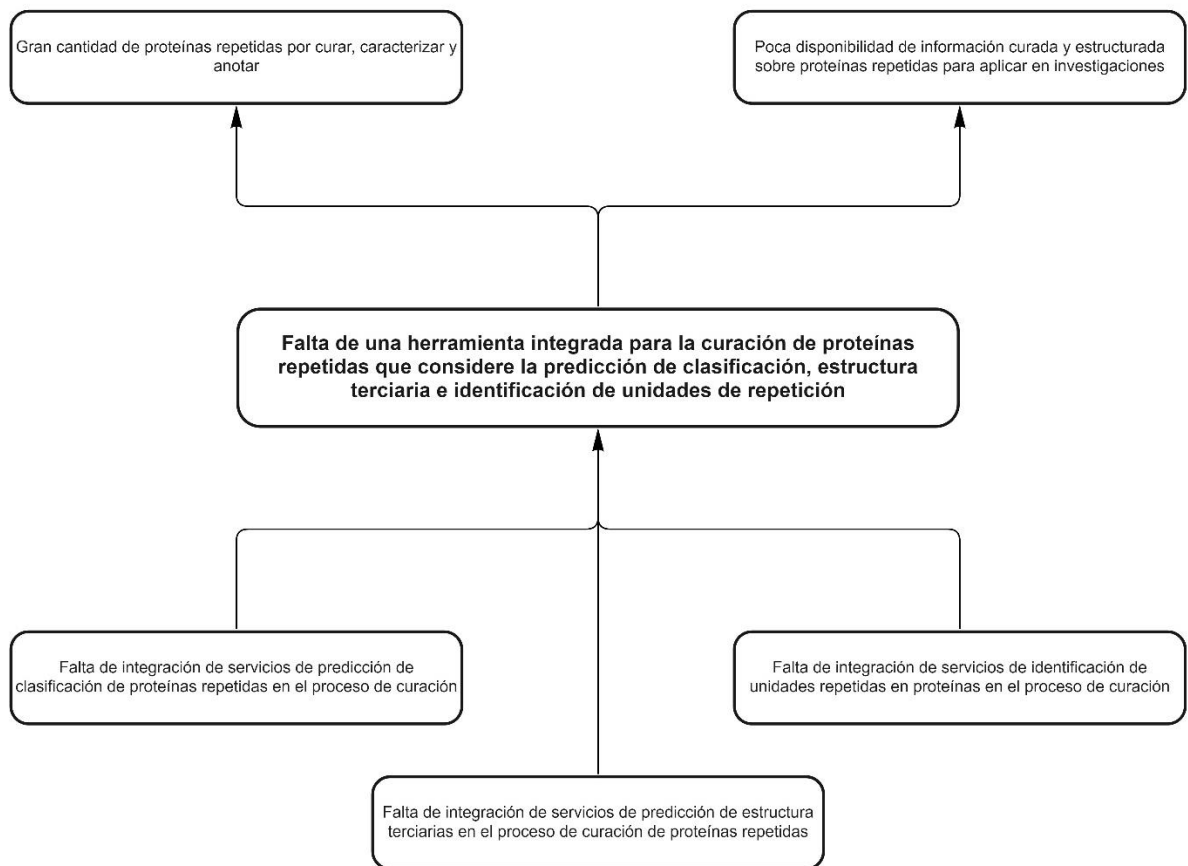 Gran cantidad de proteínas repetidas por curar, caracterizar y
anotar
Poca disponibilidad de información curada y estructurada
sobre proteínas repetidas para aplicar en investigaciones
Falta de una herramienta integrada para la curación de proteínas
repetidas que considere la predicción de clasificación, estructura
terciaria e identificación de unidades de repetición
Falta de integración de servicios de predicción de
clasificación de proteínas repetidas en el proceso de curación
Falta de integración de servicios de identificación de
unidades repetidas en proteínas en el proceso de curación
Falta de integración de servicios de predicción de estructura
terciarias en el proceso de curación de proteínas repetidas